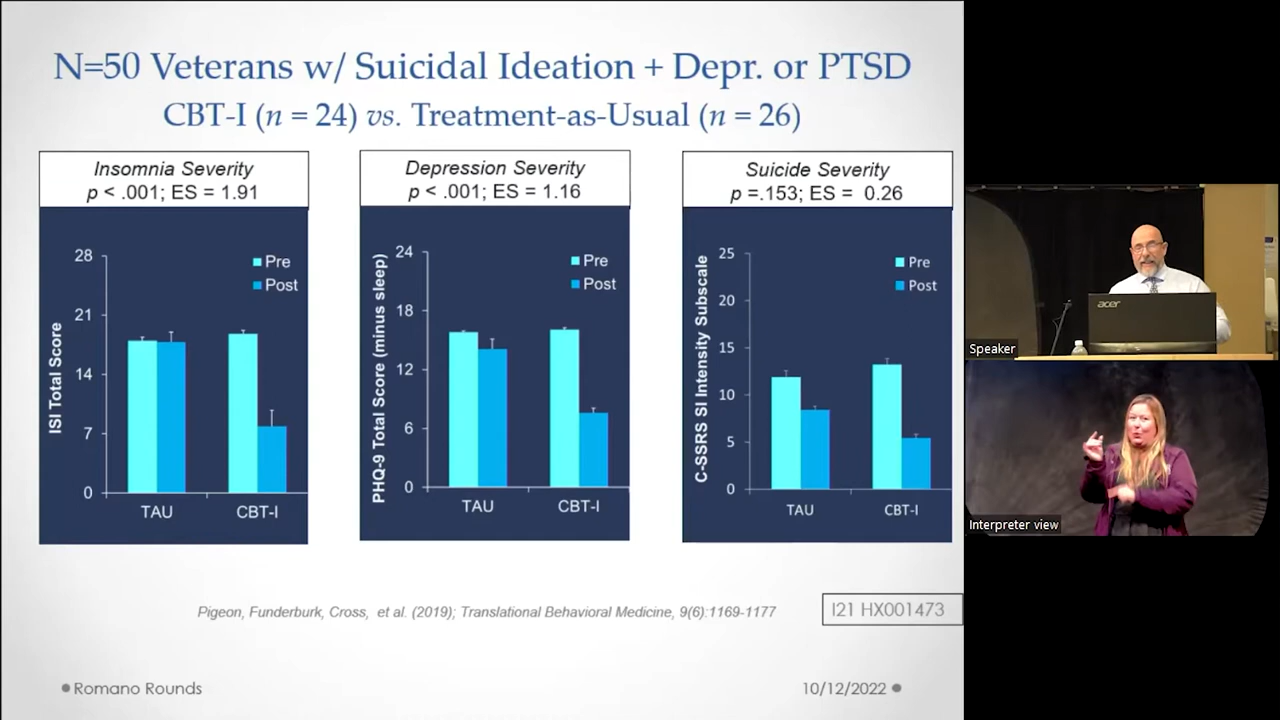 N=50 Veterans w/ Suicidal Ideation + Depr. or PTSD
CBT-I (n = 24) vs. Treatment-as-Usual (n = 26)
Insomnia Severity
p < .001; ES = 1.91
ISI Total Score
28
21
14
7
0
Pre
Post
TAU
CBT-I
Depression Severity
p < .001; ES = 1.16
PHQ-9 Total Score (minus sleep)
24
18
12
6
0
Pre
Post
TAU
CBT-I
Suicide Severity
p =.153; ES = 0.26
C-SSRS SI Intensity Subscale
25
20
15
10
5
0
Pre
Post
TAU
CBT-I
Pigeon, Funderburk, Cross, et al. (2019); Translational Behavioral Medicine, 9(6):1169-1177
I21 HX001473
Romano Rounds
10/12/2022
acer
Speaker
Interpreter view